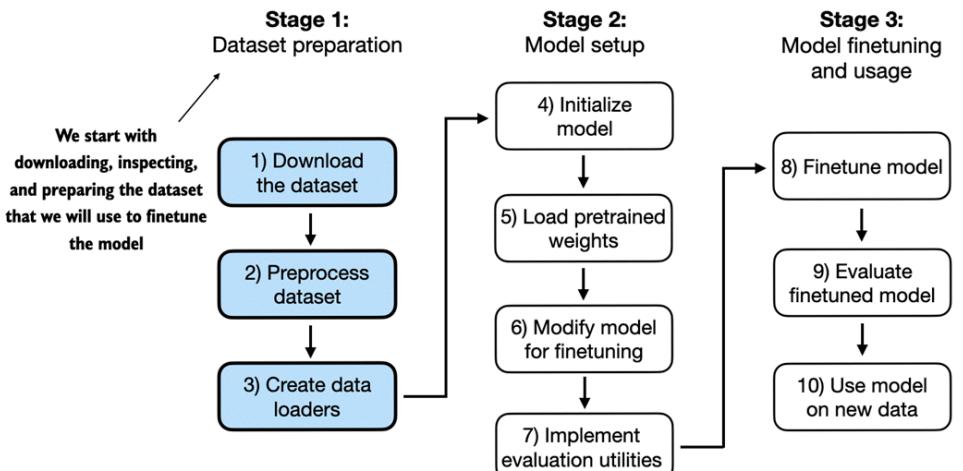 Stage 1:
Dataset preparation
We start with
downloading, inspecting,
and preparing the dataset
that we will use to finetune
the model
1) Download
the dataset
2) Preprocess
dataset
3) Create data
loaders
Stage 2:
Model setup
4) Initialize
model
5) Load pretrained
weights
6) Modify model
for finetuning
7) Implement
evaluation utilities
Stage 3:
Model finetuning
and usage
8) Finetune model
9) Evaluate
finetuned model
10) Use model
on new data